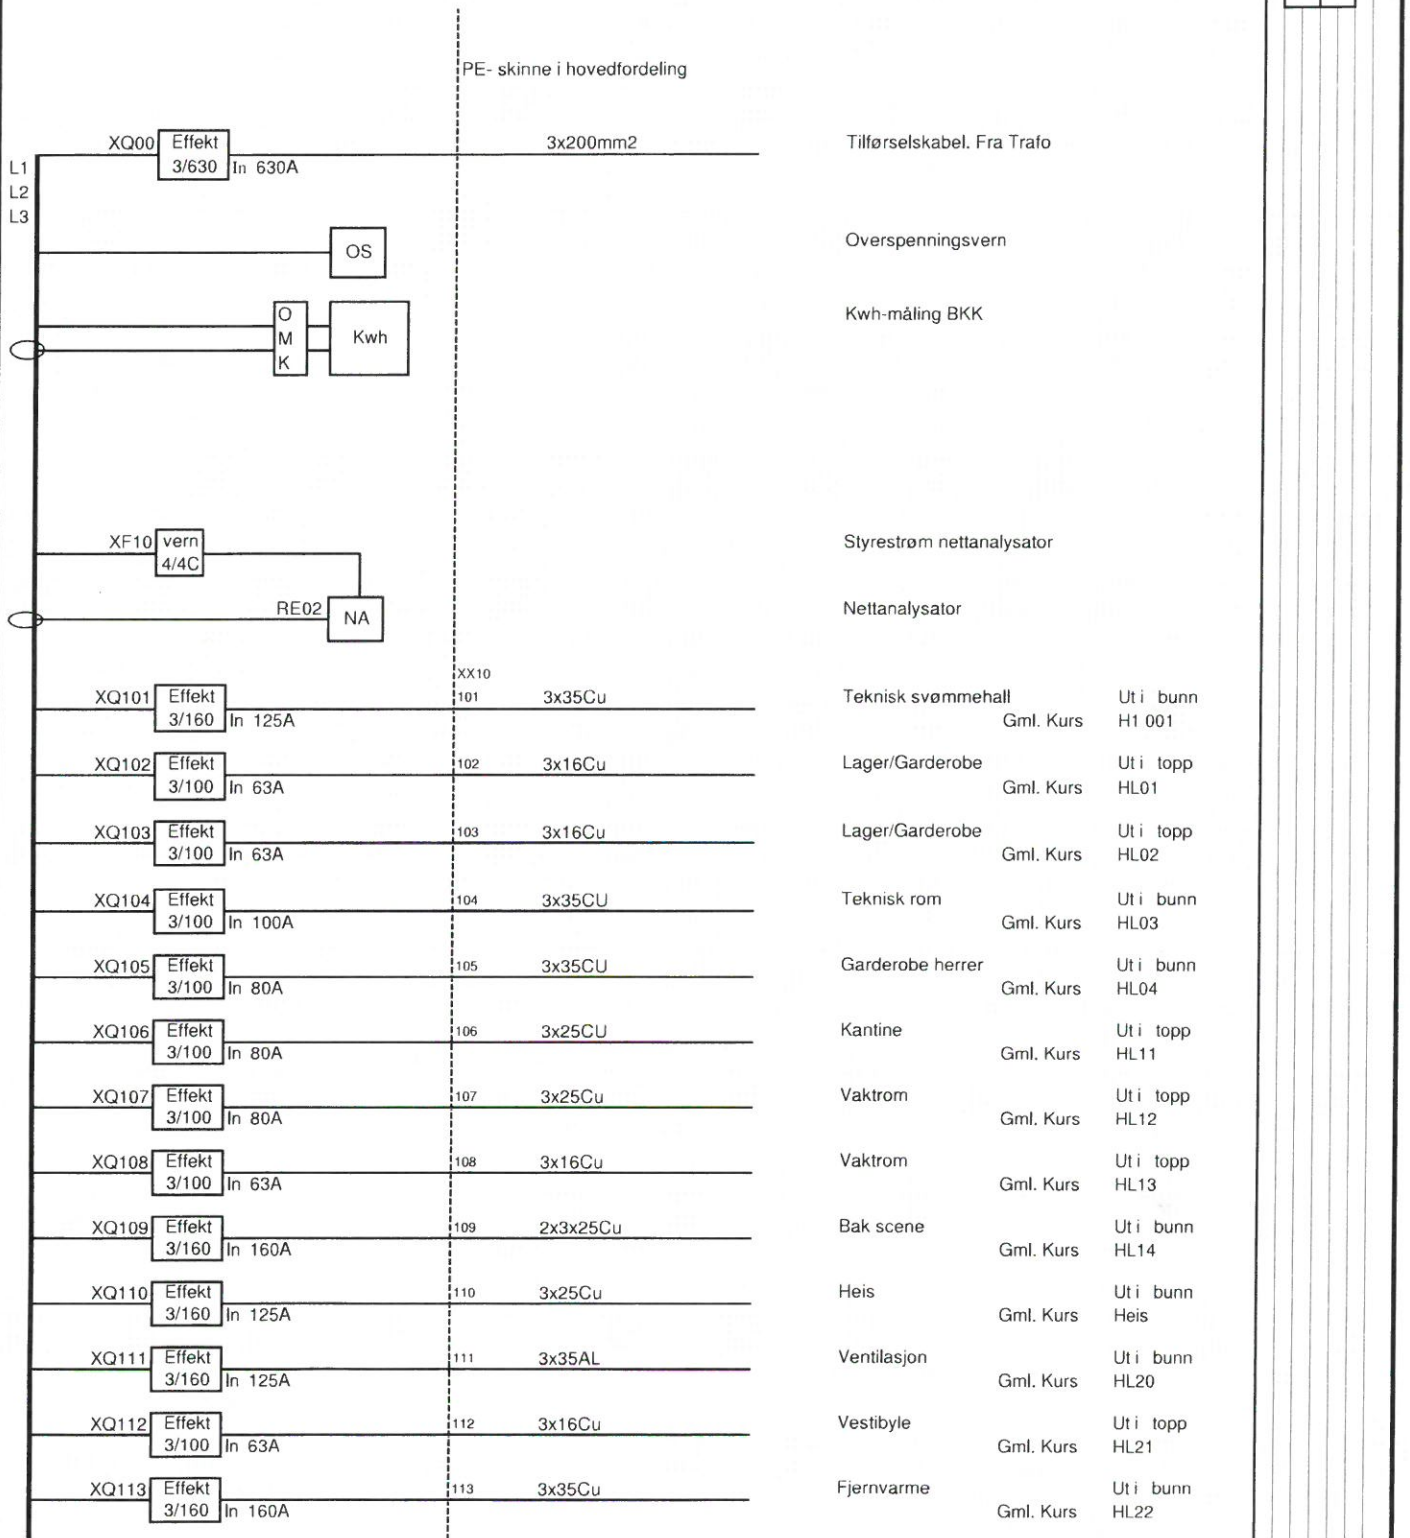 PE- skinne i hovedfordeling
XQ00 Effekt 3x200mm2 Tilførselskabel. Fra Trafo
L1 3/630 In 630A
L2
L3
OS Overspenningsvern
O Kwh-måling BKK
M Kwh
K
XF10 vern Styrestrøm nettanalysator
4/4C
RE02 NA Nettanalysator
XX10
XQ101 Effekt 101 3x35Cu Teknisk svømmehall Ut i bunn
3/160 In 125A Gml. Kurs H1 001
XQ102 Effekt 102 3x16Cu Lager/Garderobe Ut i topp
3/100 In 63A Gml. Kurs HL01
XQ103 Effekt 103 3x16Cu Lager/Garderobe Ut i topp
3/100 In 63A Gml. Kurs HL02
XQ104 Effekt 104 3x35CU Teknisk rom Ut i bunn
3/100 In 100A Gml. Kurs HL03
XQ105 Effekt 105 3x35CU Garderobe herrer Ut i bunn
3/100 In 80A Gml. Kurs HL04
XQ106 Effekt 106 3x25CU Kantine Ut i topp
3/100 In 80A Gml. Kurs HL11
XQ107 Effekt 107 3x25Cu Vaktrom Ut i topp
3/100 In 80A Gml. Kurs HL12
XQ108 Effekt 108 3x16Cu Vaktrom Ut i topp
3/100 In 63A Gml. Kurs HL13
XQ109 Effekt 109 2x3x25Cu Bak scene Ut i bunn
3/160 In 160A Gml. Kurs HL14
XQ110 Effekt 110 3x25Cu Heis Ut i bunn
3/160 In 125A Gml. Kurs Heis
XQ111 Effekt 111 3x35AL Ventilasjon Ut i bunn
3/160 In 125A Gml. Kurs HL20
XQ112 Effekt 112 3x16Cu Vestibyle Ut i topp
3/100 In 63A Gml. Kurs HL21
XQ113 Effekt 113 3x35Cu Fjernvarme Ut i bunn
3/160 In 160A Gml. Kurs HL22